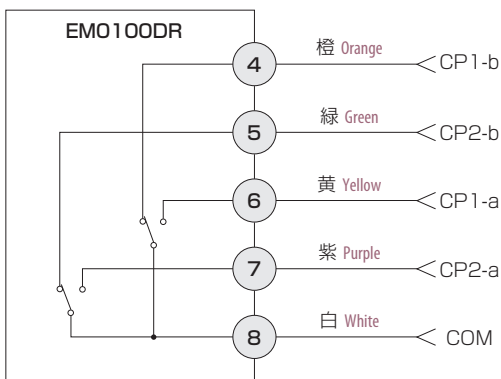 EM0100DR
4 橙 Orange CP1-b
5 緑 Green CP2-b
6 黄 Yellow CP1-a
7 紫 Purple CP2-a
8 白 White COM